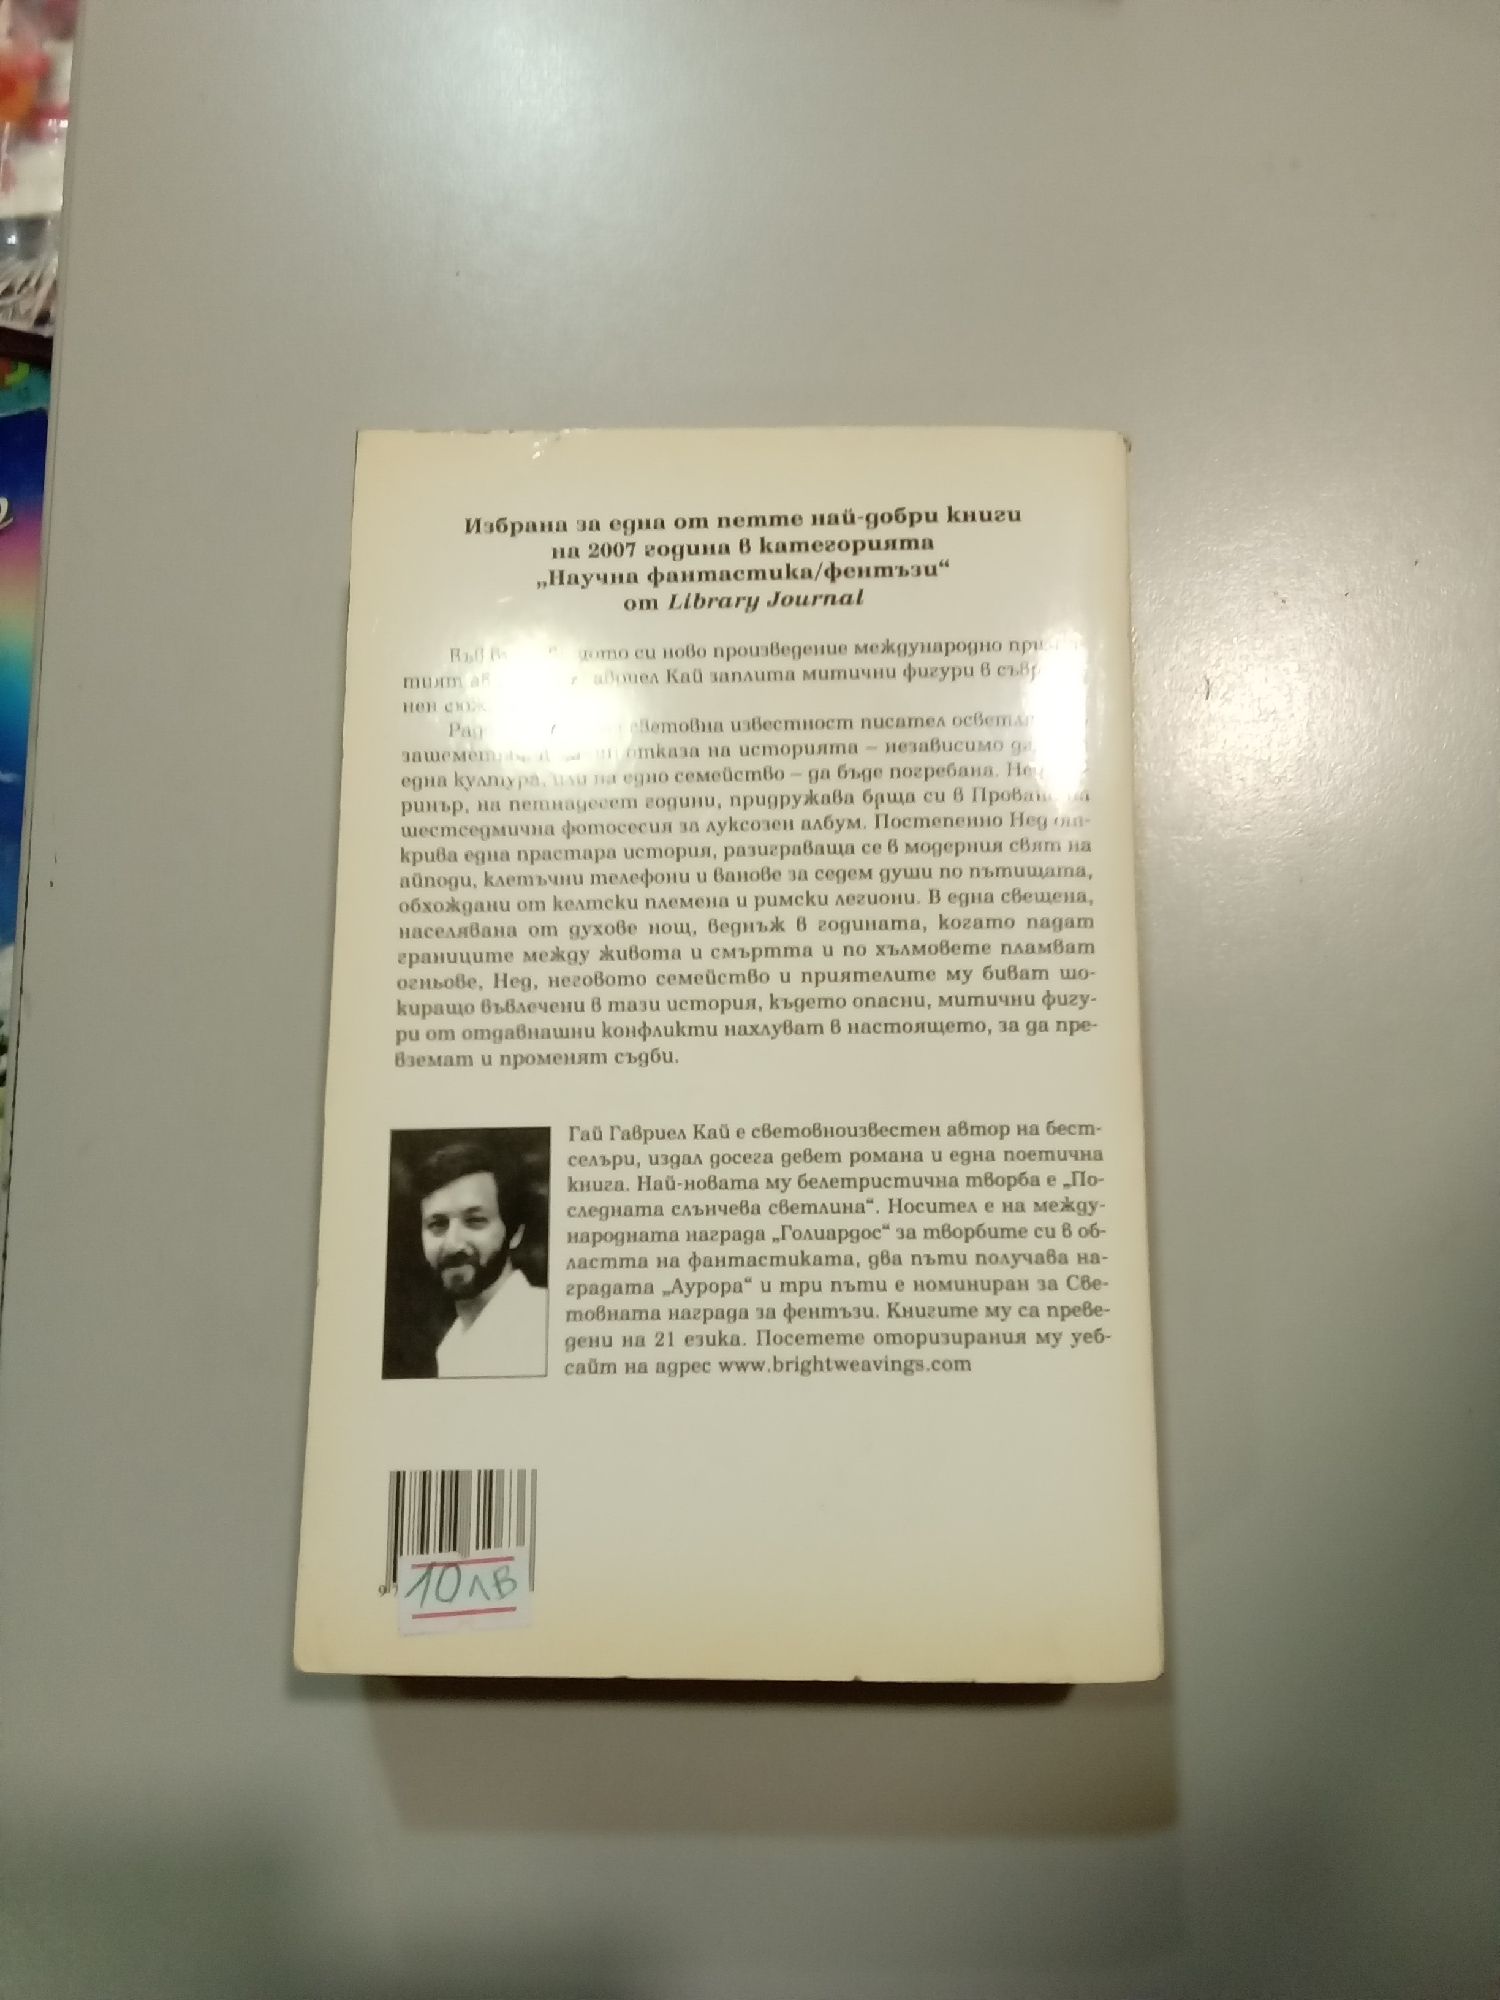 Избрана за една от петте най-добри книги
на 2007 година в категорията
„Научна фантастика/фентъзи“
от Library Journal
Във си ново произведение международно
тият Кай заплита митични фигури в
нен
световна известност писател
отказа на историята – независимо
една култура, или на едно семейство – да бъде погребана.
ринър, на петнадесет години, придружава баща си в
шестседмична фотосесия за луксозен албум. Постепенно Нед от-
крива една прастара история, разиграваща се в модерния свят на
айподи, клетъчни телефони и ванове за седем души по пътищата,
обхождани от келтски племена и римски легиони. В една свещена,
населявана от духове нощ, веднъж в годината, когато падат
границите между живота и смъртта и по хълмовете пламват
огньове, Нед, неговото семейство и приятелите му биват шо-
киращо въвлечени в тази история, където опасни, митични фигу-
ри от отдавнашни конфликти нахлуват в настоящето, за да пре-
вземат и променят съдби.
Гай Гавриел Кай е световноизвестен автор на бест-
селъри, издал досега девет романа и една поетична
книга. Най-новата му белетристична творба е „По-
следната слънчева светлина“. Носител е на между-
народната награда „Голиардос“ за творбите си в об-
ластта на фантастиката, два пъти получава на-
градата „Аурора“ и три пъти е номиниран за Све-
товната награда за фентъзи. Книгите му са преве-
дени на 21 езика. Посетете оторизирания му уеб-
сайт на адрес www.brightweavings.com
9 7
10 лв